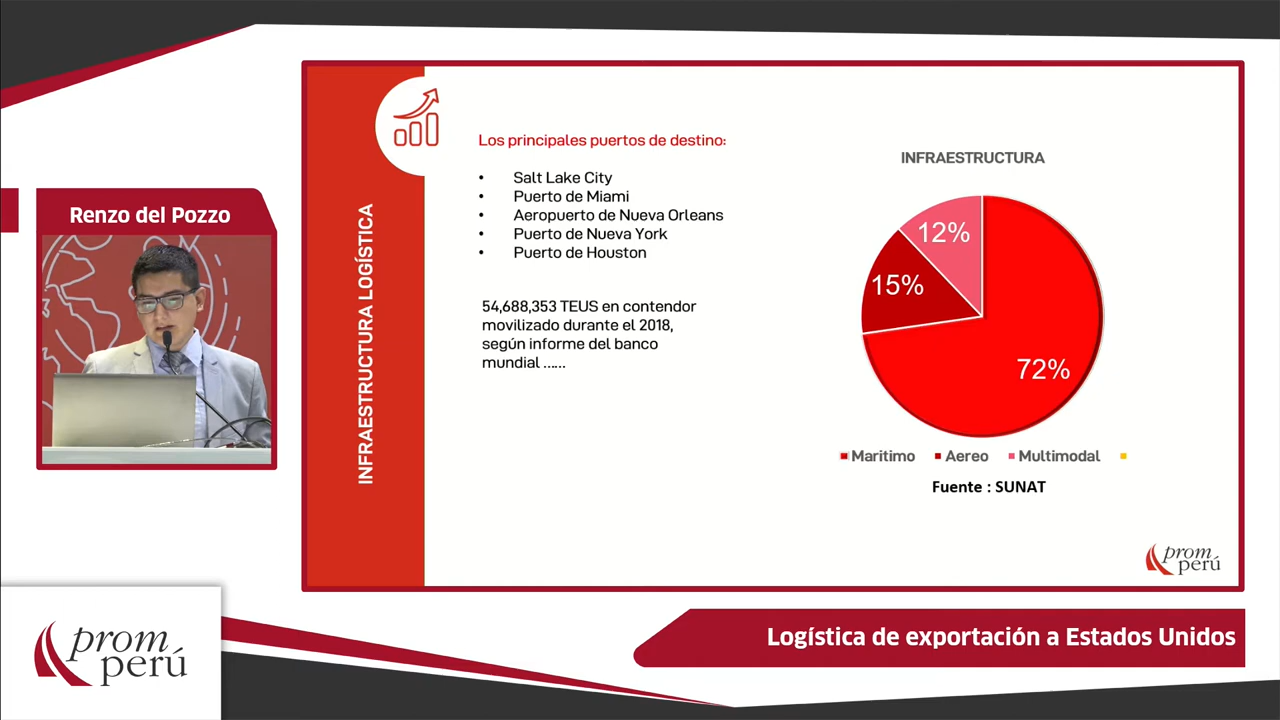 Renzo del Pozzo
INFRAESTRUCTURA LOGÍSTICA
Los principales puertos de destino:
• Salt Lake City
• Puerto de Miami
• Aeropuerto de Nueva Orleans
• Puerto de Nueva York
• Puerto de Houston
54,688,353 TEUS en contendor
movilizado durante el 2018,
según informe del banco
mundial ......
INFRAESTRUCTURA
12%
15%
72%
Maritimo Aereo Multimodal
Fuente : SUNAT
prom
perú
Logística de exportación a Estados Unidos
prom
perú